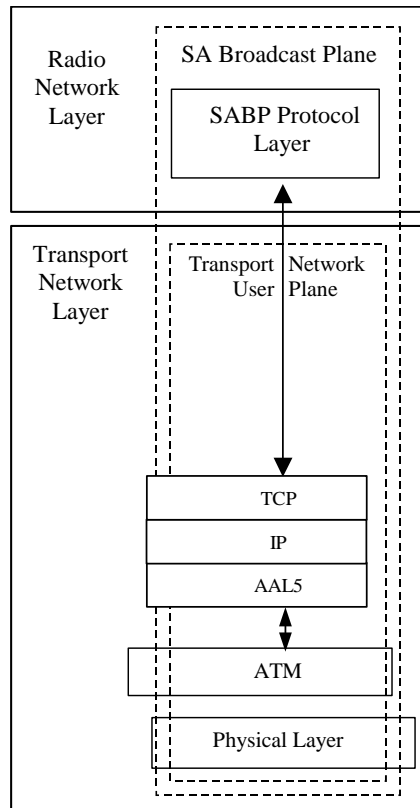 Radio
Network
Layer
SA Broadcast Plane
SABP Protocol
Layer
Transport
Network
Layer
Transport Network
User Plane
TCP
IP
AAL5
ATM
Physical Layer